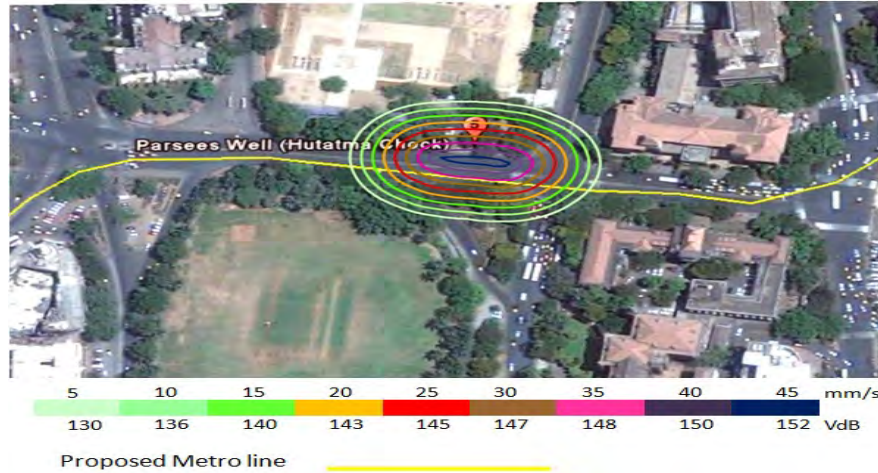 5
Parsees Well (Hutatma Chock)
5 10 15 20 25 30 35 40 45 mm/s
130 136 140 143 145 147 148 150 152 VdB
Proposed Metro line